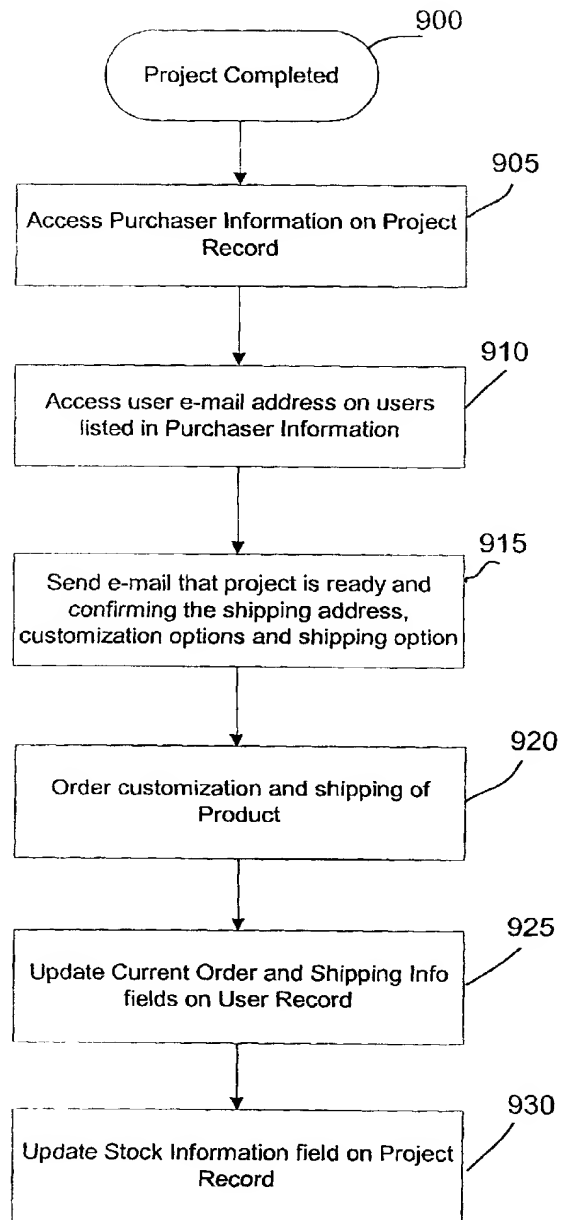 900
Project Completed
905
Access Purchaser Information on Project
Record
910
Access user e-mail address on users
listed in Purchaser Information
915
Send e-mail that project is ready and
confirming the shipping address,
customization options and shipping option
920
Order customization and shipping of
Product
925
Update Current Order and Shipping Info
fields on User Record
930
Update Stock Information field on Project
Record